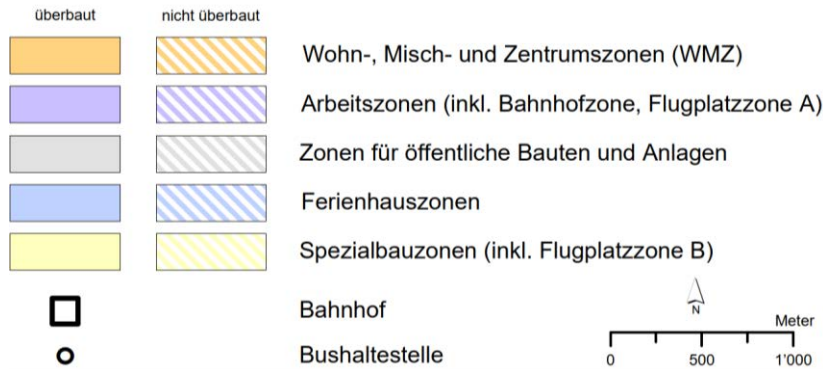 überbaut nicht überbaut
Wohn-, Misch- und Zentrumszonen (WMZ)
Arbeitszonen (inkl. Bahnhofzone, Flugplatzzone A)
Zonen für öffentliche Bauten und Anlagen
Ferienhauszonen
Spezialbauzonen (inkl. Flugplatzzone B)
Bahnhof
N
Meter
Bushaltestelle
0 500 1'000